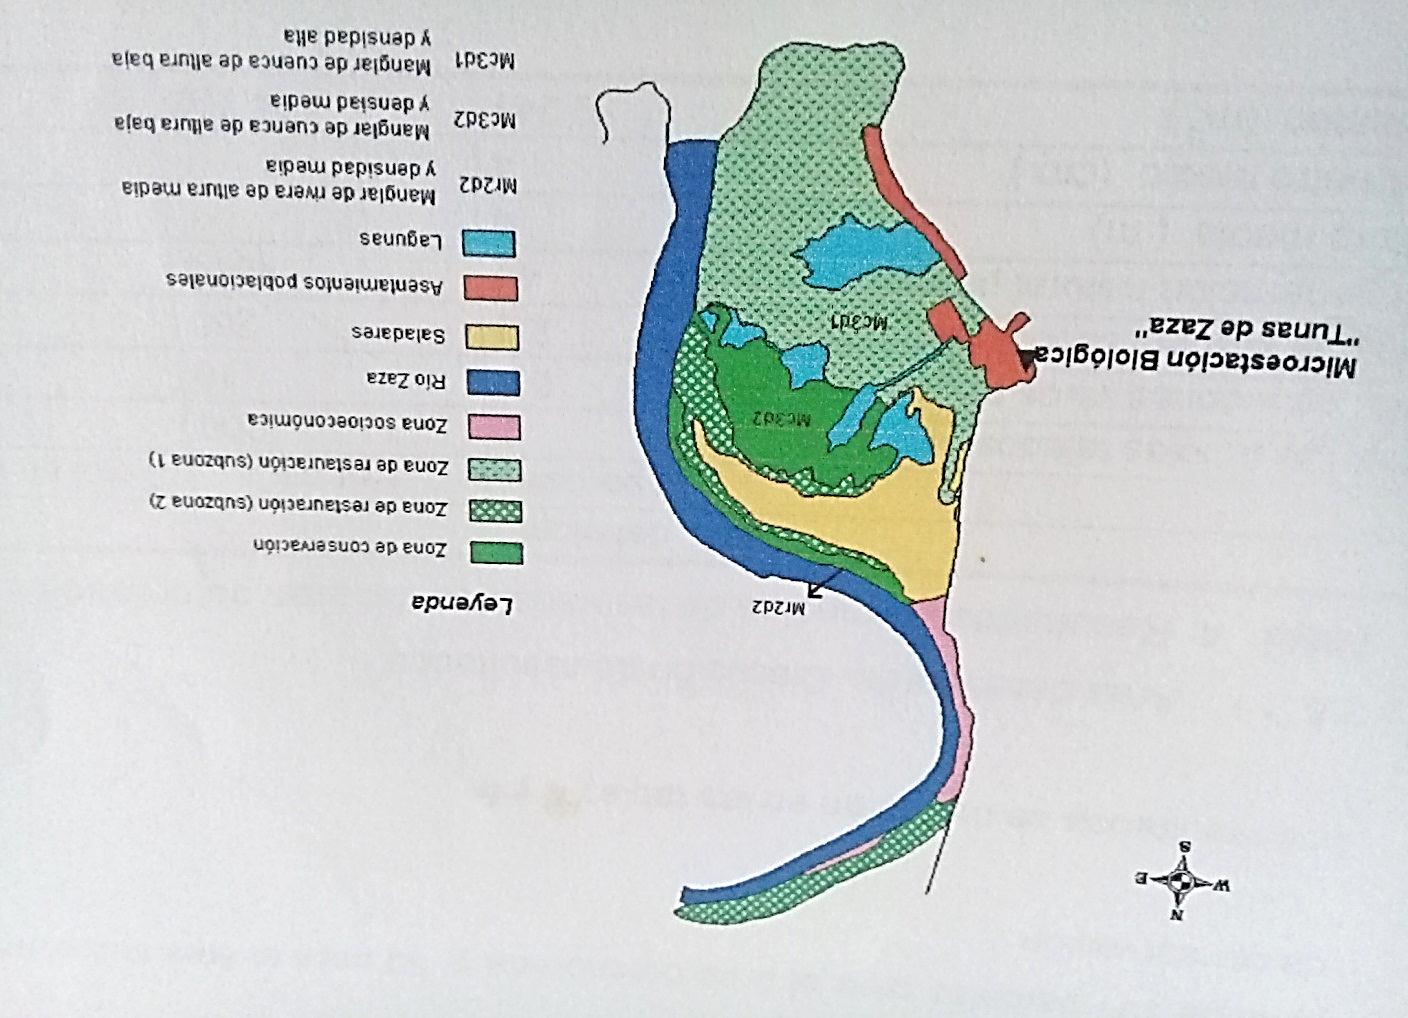 N
W E
S
Mr2d2
Microestación Biológica
"Tunas de Zaza"
Mc3d2
Mc3d1
Leyenda
Zona de conservación
Zona de restauración (subzona 2)
Zona de restauración (subzona 1)
Zona socioeconómica
Río Zaza
Saladares
Asentamientos poblacionales
Lagunas
Mr2d2 Manglar de rivera de altura media
y densidad media
Mc3d2 Manglar de cuenca de altura baja
y densiad media
Mc3d1 Manglar de cuenca de altura baja
y densidad alta